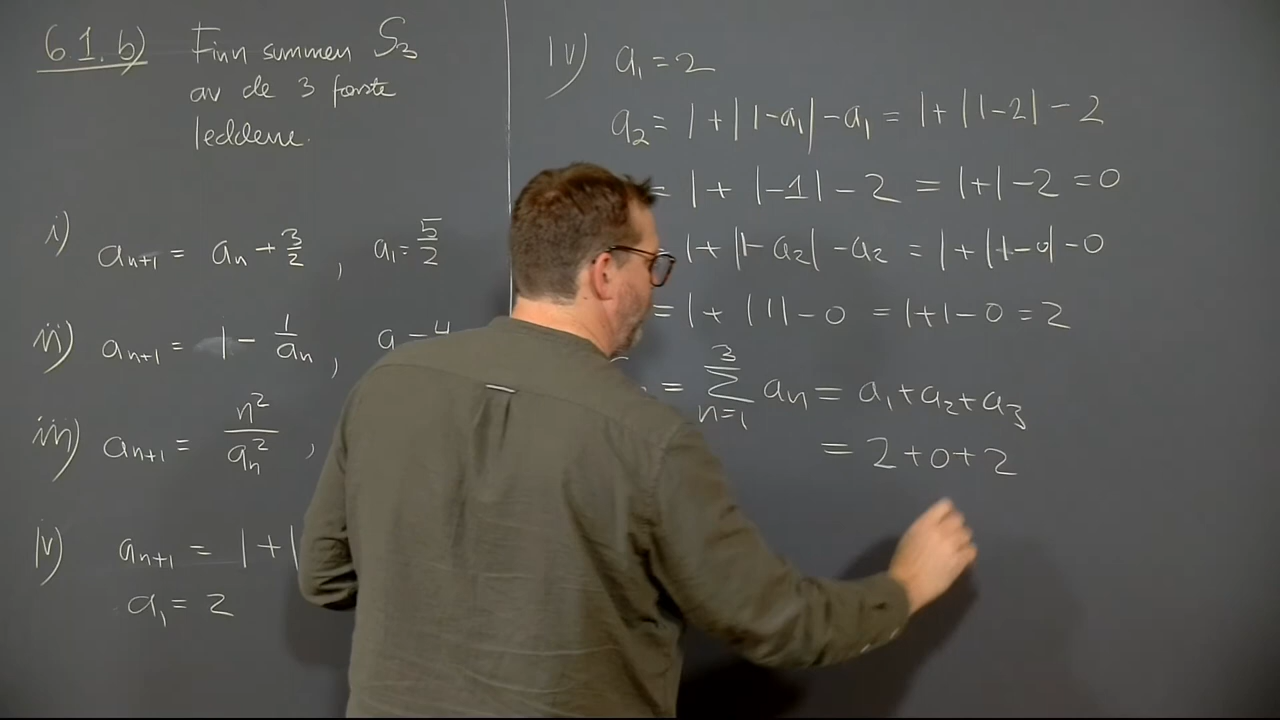 6.1.b) Finn summen S₃
av de 3 første
leddene.
i) aₙ₊₁ = aₙ + 3/2 , a₁ = 5/2
ii) aₙ₊₁ = 1 - 1/aₙ ,
iii) aₙ₊₁ = n²/aₙ² ,
iv) aₙ₊₁ = 1 + |
a₁ = 2
iv) a₁ = 2
a₂ = 1 + |1 - a₁| - a₁ = 1 + |1 - 2| - 2
= 1 + |-1| - 2 = 1 + 1 - 2 = 0
= 1 + |1 - a₂| - a₂ = 1 + |1 - 0| - 0
= 1 + |1| - 0 = 1 + 1 - 0 = 2
= ∑ₙ₌₁³ aₙ = a₁ + a₂ + a₃
= 2 + 0 + 2